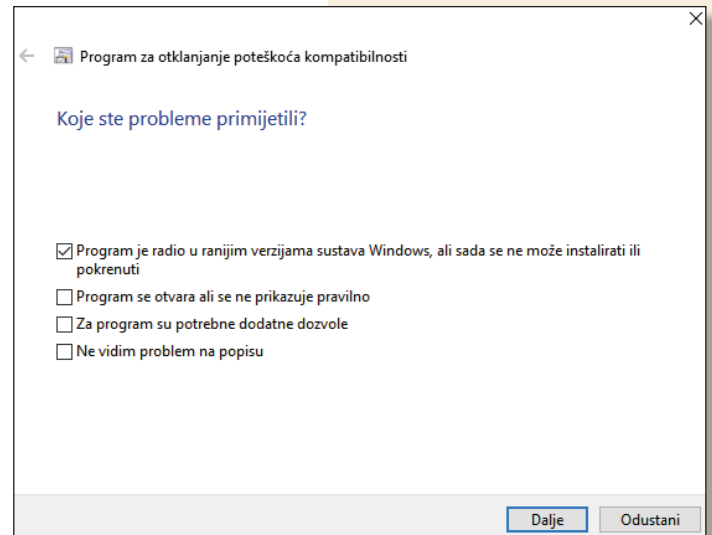 Program za otklanjanje poteškoća kompatibilnosti
Koje ste probleme primijetili?
Program je radio u ranijim verzijama sustava Windows, ali sada se ne može instalirati ili
pokrenuti
Program se otvara ali se ne prikazuje pravilno
Za program su potrebne dodatne dozvole
Ne vidim problem na popisu
Dalje
Odustani